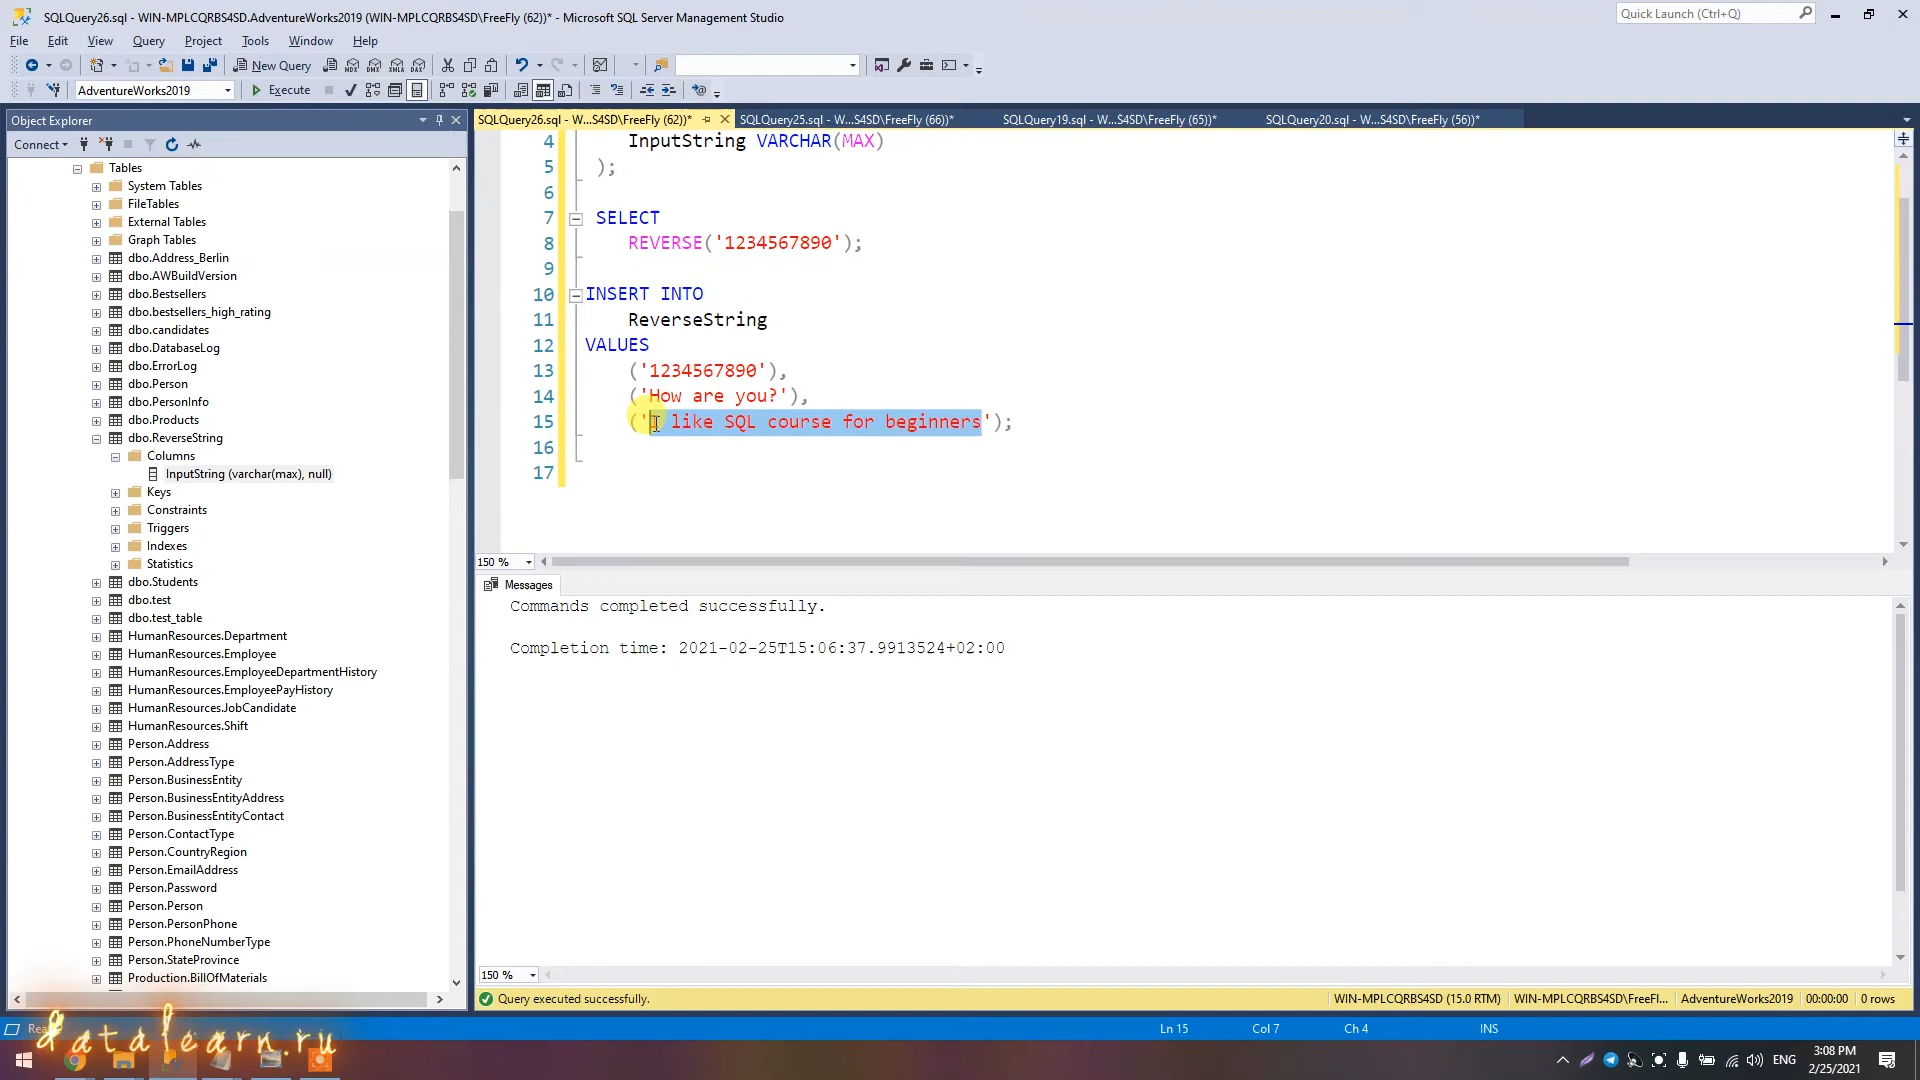 SQLQuery26.sql - WIN-MPLCQRBS4SD.AdventureWorks2019 (WIN-MPLCQRBS4SD\FreeFly (62))* - Microsoft SQL Server Management Studio
Quick Launch (Ctrl+Q)
File Edit View Query Project Tools Window Help
New Query
AdventureWorks2019 Execute
Object Explorer
Connect
Tables
System Tables
FileTables
External Tables
Graph Tables
dbo.Address_Berlin
dbo.AWBuildVersion
dbo.Bestsellers
dbo.bestsellers_high_rating
dbo.candidates
dbo.DatabaseLog
dbo.ErrorLog
dbo.Person
dbo.PersonInfo
dbo.Products
dbo.ReverseString
Columns
InputString (varchar(max), null)
Keys
Constraints
Triggers
Indexes
Statistics
dbo.Students
dbo.test
dbo.test_table
HumanResources.Department
HumanResources.Employee
HumanResources.EmployeeDepartmentHistory
HumanResources.EmployeePayHistory
HumanResources.JobCandidate
HumanResources.Shift
Person.Address
Person.AddressType
Person.BusinessEntity
Person.BusinessEntityAddress
Person.BusinessEntityContact
Person.ContactType
Person.CountryRegion
Person.EmailAddress
Person.Password
Person.Person
Person.PersonPhone
Person.PhoneNumberType
Person.StateProvince
Production.BillOfMaterials
SQLQuery26.sql - W...S4SD\FreeFly (62))* SQLQuery25.sql - W...S4SD\FreeFly (66))* SQLQuery19.sql - W...S4SD\FreeFly (65))* SQLQuery20.sql - W...S4SD\FreeFly (56))*
4 InputString VARCHAR(MAX)
5 );
6
7 SELECT
8 REVERSE('1234567890');
9
10 INSERT INTO
11 ReverseString
12 VALUES
13 ('1234567890'),
14 ('How are you?'),
15 ('I like SQL course for beginners');
16
17
150 %
Messages
Commands completed successfully.
Completion time: 2021-02-25T15:06:37.9913524+02:00
150 %
Query executed successfully. WIN-MPLCQRBS4SD (15.0 RTM) WIN-MPLCQRBS4SD\FreeFl... AdventureWorks2019 00:00:00 0 rows
Ln 15 Col 7 Ch 4 INS
datalearn.ru
ENG 3:08 PM
2/25/2021